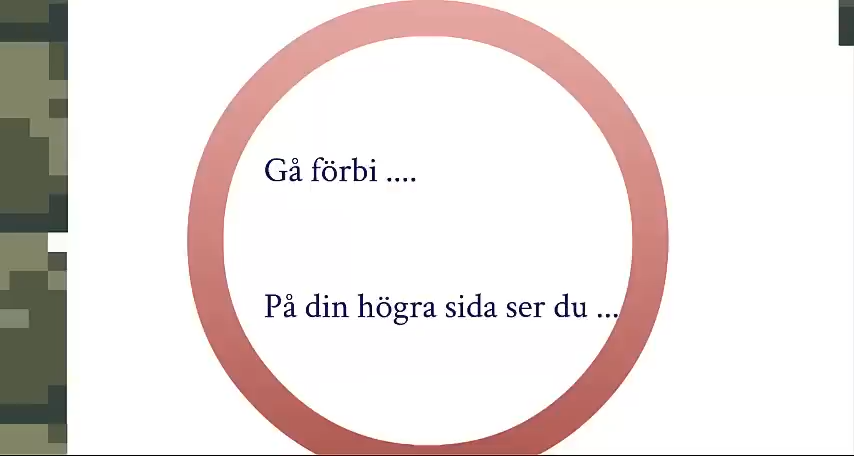 Gå förbi ....
På din högra sida ser du ...